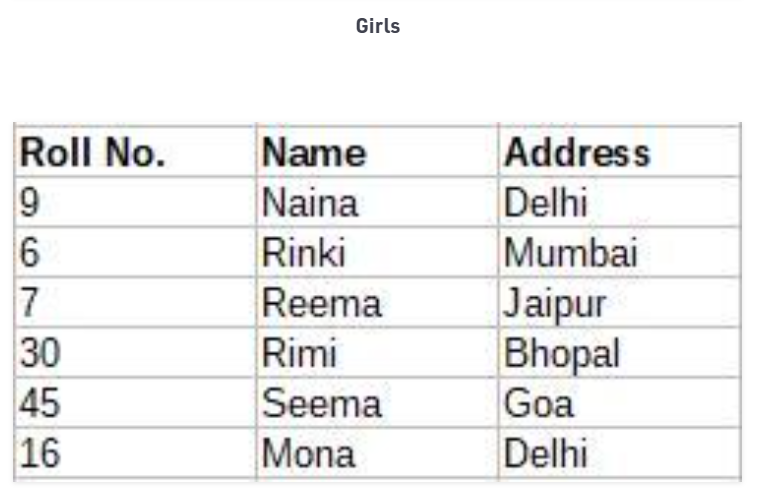 Girls
Roll No. Name Address
9 Naina Delhi
6 Rinki Mumbai
7 Reema Jaipur
30 Rimi Bhopal
45 Seema Goa
16 Mona Delhi